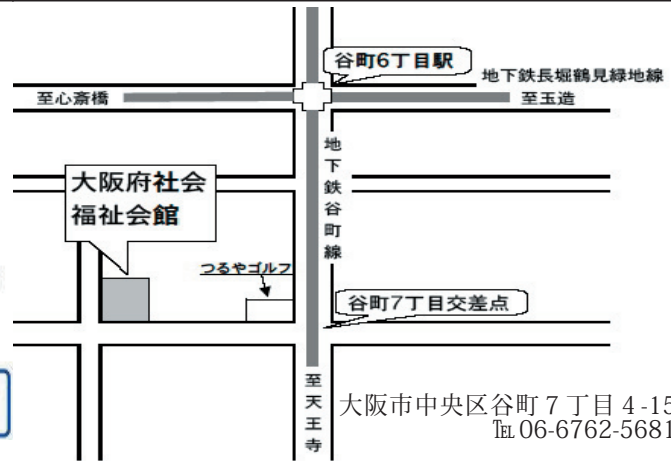 谷町6丁目駅
地下鉄長堀鶴見緑地線
至心斎橋
至玉造
地下鉄谷町線
大阪府社会
福祉会館
つるやゴルフ
谷町7丁目交差点
至天王寺
大阪市中央区谷町7丁目4-15
℡06-6762-5681